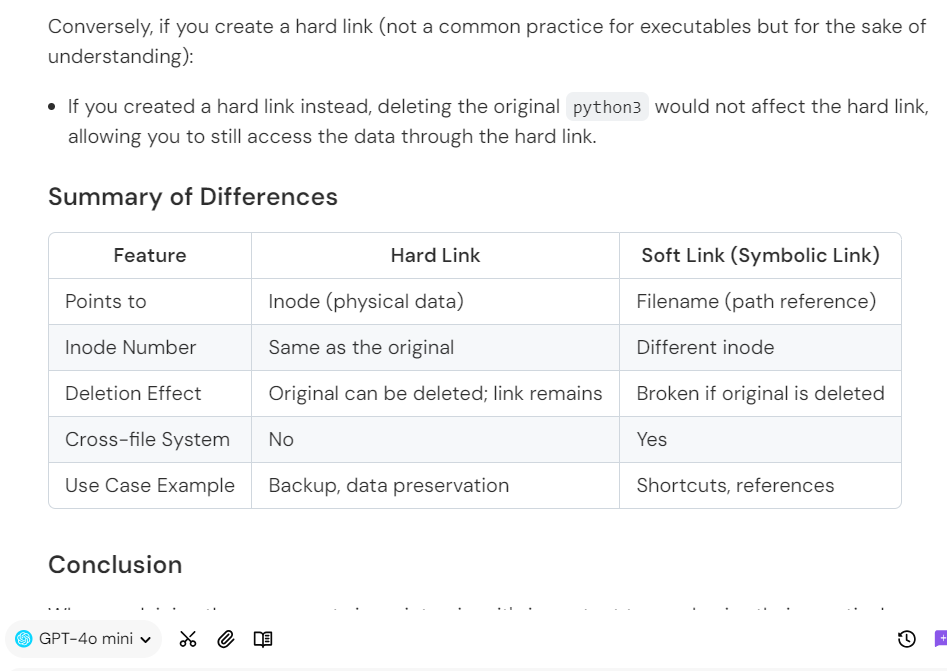 Conversely, if you create a hard link (not a common practice for executables but for the sake of
understanding):
• If you created a hard link instead, deleting the original python3 would not affect the hard link,
allowing you to still access the data through the hard link.
Summary of Differences
Feature Hard Link Soft Link (Symbolic Link)
Points to Inode (physical data) Filename (path reference)
Inode Number Same as the original Different inode
Deletion Effect Original can be deleted; link remains Broken if original is deleted
Cross-file System No Yes
Use Case Example Backup, data preservation Shortcuts, references
Conclusion
GPT-4o mini